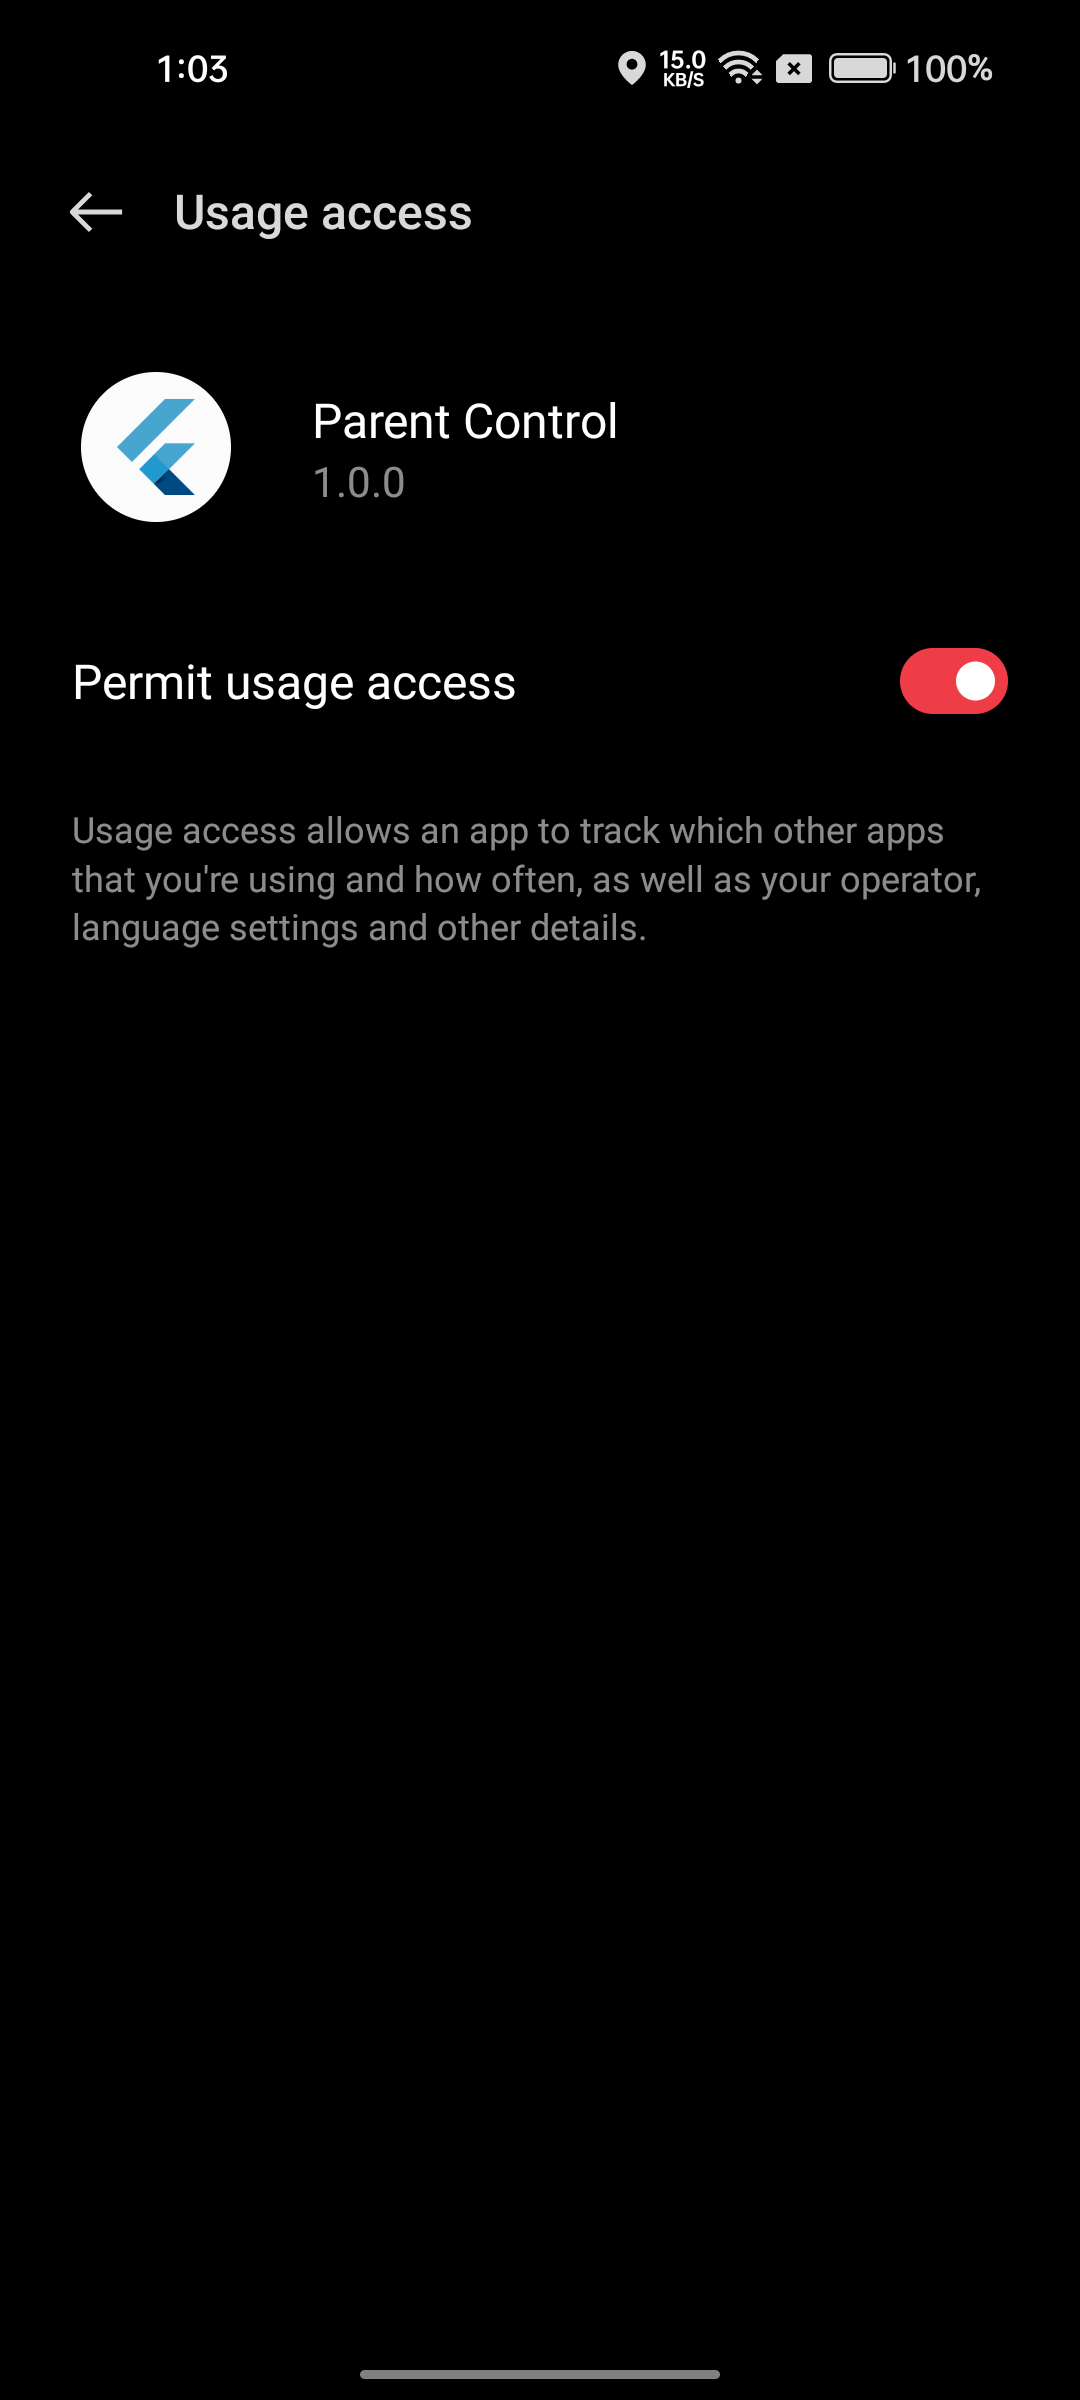 1:03
15.0
KB/S
100%
Usage access
Parent Control
1.0.0
Permit usage access
Usage access allows an app to track which other apps
that you're using and how often, as well as your operator,
language settings and other details.